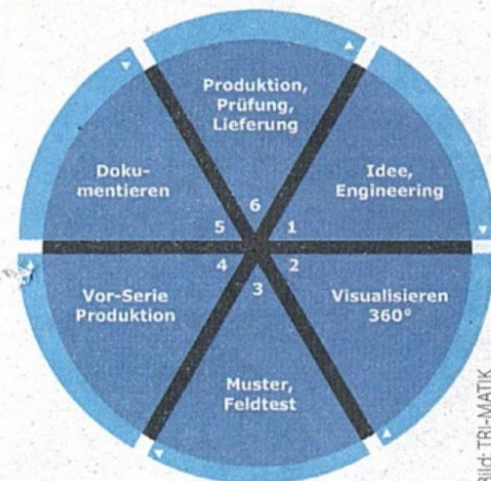 Produktion,
Prüfung,
Lieferung
6
Idee,
Engineering
1
Visualisieren
360°
2
Muster,
Feldtest
3
Vor-Serie
Produktion
4
Doku-
mentieren
5
Bild: TRI-MATIK